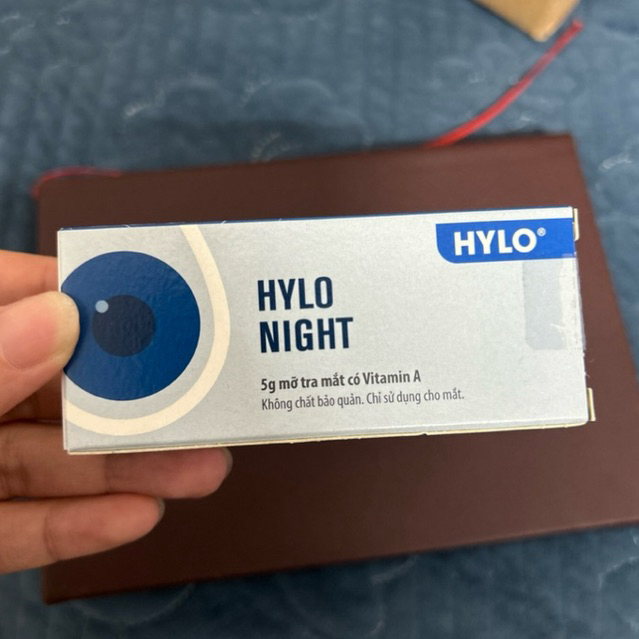 HYLO®
HYLO
NIGHT
5g mỡ tra mắt có Vitamin A
Không chất bảo quản. Chỉ sử dụng cho mắt.